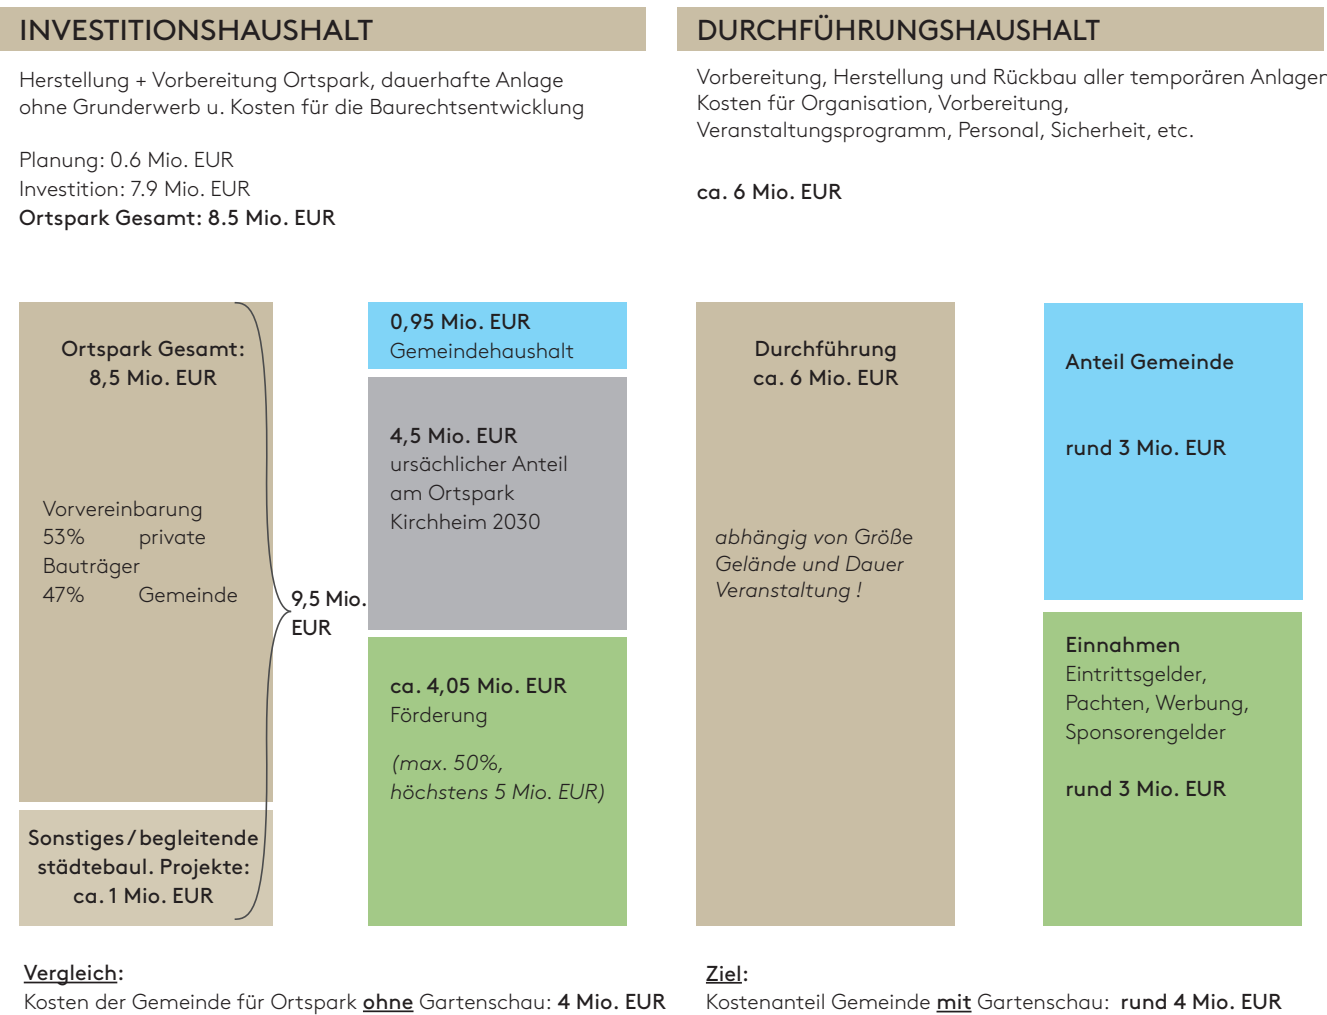 INVESTITIONSHAUSHALT
Herstellung + Vorbereitung Ortspark, dauerhafte Anlage
ohne Grunderwerb u. Kosten für die Baurechtsentwicklung
Planung: 0.6 Mio. EUR
Investition: 7.9 Mio. EUR
Ortspark Gesamt: 8.5 Mio. EUR
DURCHFÜHRUNGSHAUSHALT
Vorbereitung, Herstellung und Rückbau aller temporären Anlagen
Kosten für Organisation, Vorbereitung,
Veranstaltungsprogramm, Personal, Sicherheit, etc.
ca. 6 Mio. EUR
Ortspark Gesamt:
8,5 Mio. EUR
Vorvereinbarung
53% private
Bauträger
47% Gemeinde
Sonstiges / begleitende
städtebaul. Projekte:
ca. 1 Mio. EUR
9,5 Mio.
EUR
0,95 Mio. EUR
Gemeindehaushalt
4,5 Mio. EUR
ursächlicher Anteil
am Ortspark
Kirchheim 2030
ca. 4,05 Mio. EUR
Förderung
(max. 50%,
höchstens 5 Mio. EUR)
Durchführung
ca. 6 Mio. EUR
abhängig von Größe
Gelände und Dauer
Veranstaltung !
Anteil Gemeinde
rund 3 Mio. EUR
Einnahmen
Eintrittsgelder,
Pachten, Werbung,
Sponsorengelder
rund 3 Mio. EUR
Vergleich:
Kosten der Gemeinde für Ortspark ohne Gartenschau: 4 Mio. EUR
Ziel:
Kostenanteil Gemeinde mit Gartenschau: rund 4 Mio. EUR